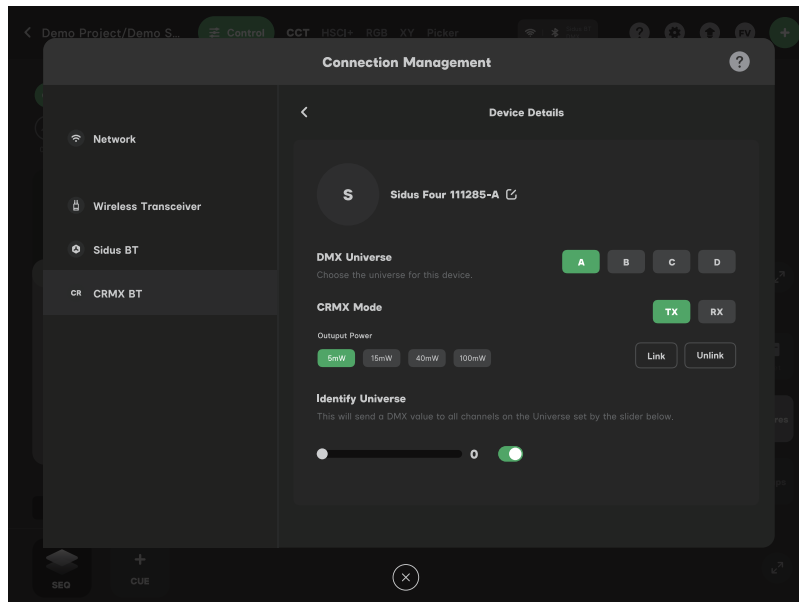 Demo Project/Demo S...
Control
CCT HSCI+ RGB XY Picker
FV
Connection Management
?
Device Details
Network
Wireless Transceiver
Sidus BT
CR CRMX BT
S
Sidus Four 111285-A
DMX Universe
Choose the universe for this device.
A B C D
CRMX Mode
TX RX
Outuput Power
5mW 15mW 40mW 100mW
Link Unlink
Identify Universe
This will send a DMX value to all channels on the Universe set by the slider below.
0
SEQ
CUE